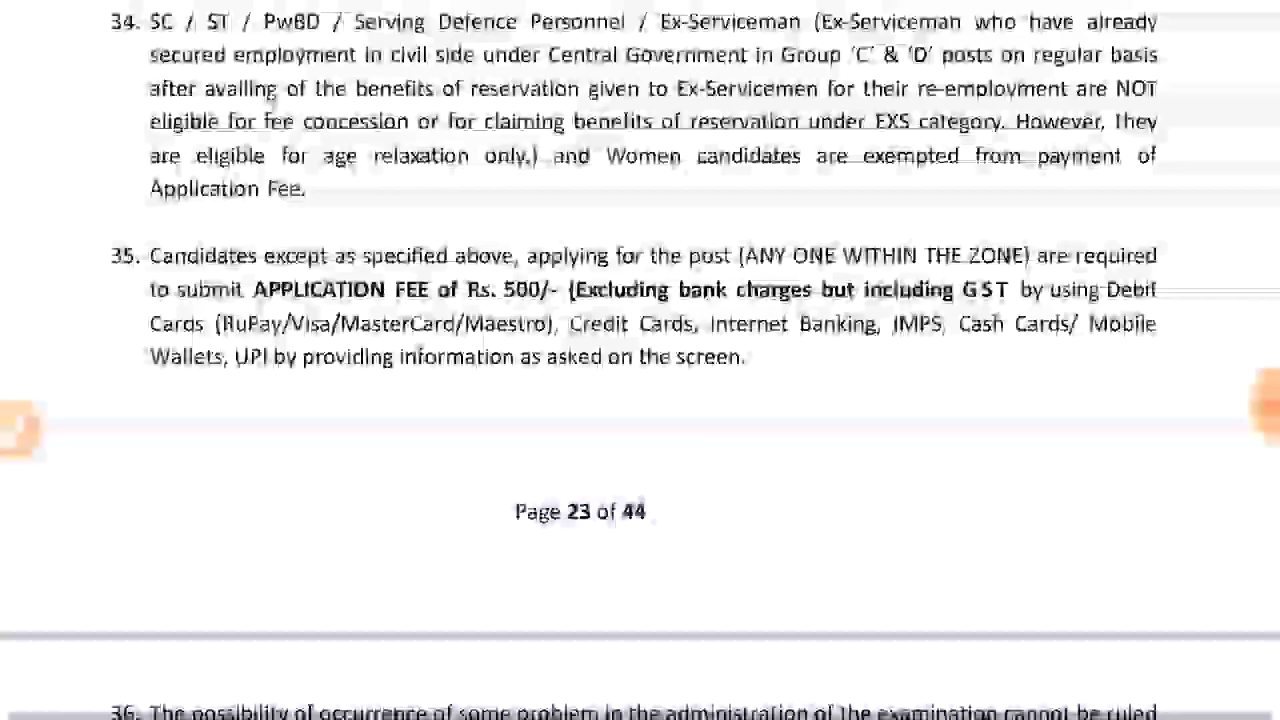 34. SC / ST / PwBD / Serving Defence Personnel / Ex-Serviceman (Ex-Serviceman who have already
secured employment in civil side under Central Government in Group 'C' & 'D' posts on regular basis
after availing of the benefits of reservation given to Ex-Servicemen for their re-employment are NOT
eligible for fee concession or for claiming benefits of reservation under EXS category. However, they
are eligible for age relaxation only.) and Women candidates are exempted from payment of
Application Fee.
35. Candidates except as specified above, applying for the post (ANY ONE WITHIN THE ZONE) are required
to submit APPLICATION FEE of Rs. 500/- (Excluding bank charges but including GST by using Debit
Cards (RuPay/Visa/MasterCard/Maestro), Credit Cards, Internet Banking, IMPS, Cash Cards/ Mobile
Wallets, UPI by providing information as asked on the screen.
Page 23 of 44
36. The possibility of occurrence of some problem in the administration of the examination cannot be ruled